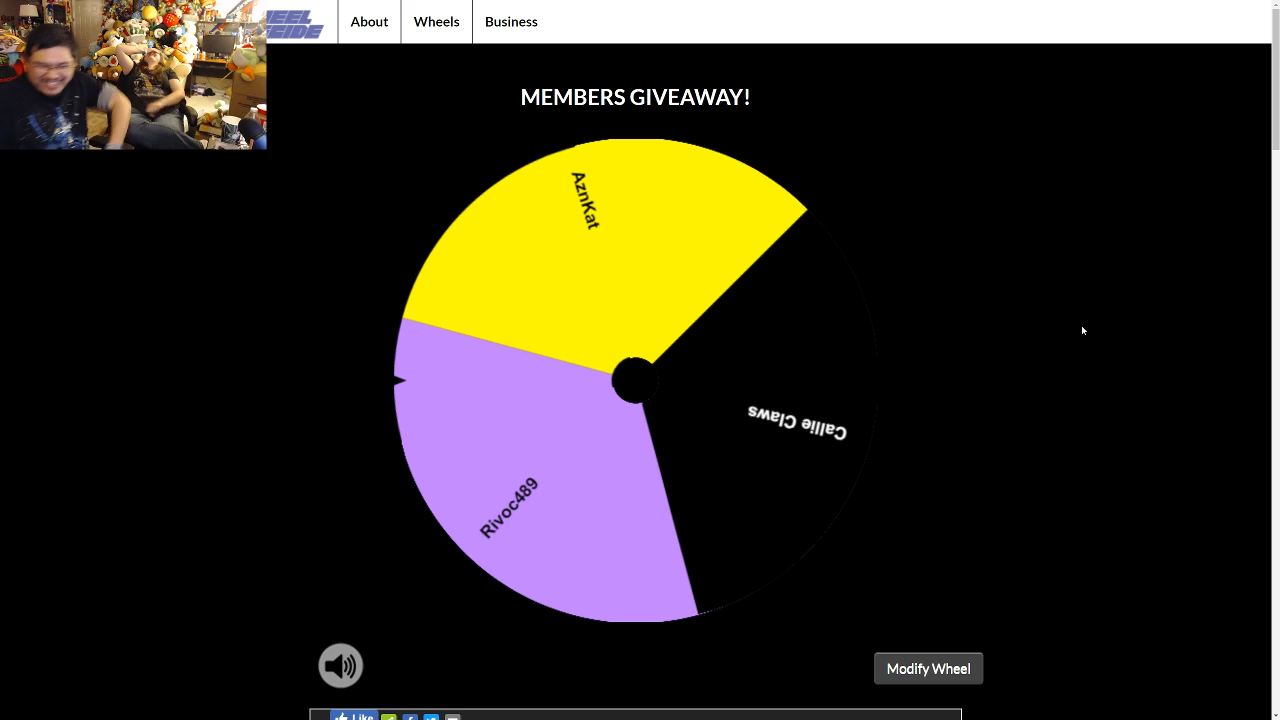 About
Wheels
Business
MEMBERS GIVEAWAY!
AznKat
Callie Claws
Rivoc489
Modify Wheel
Like